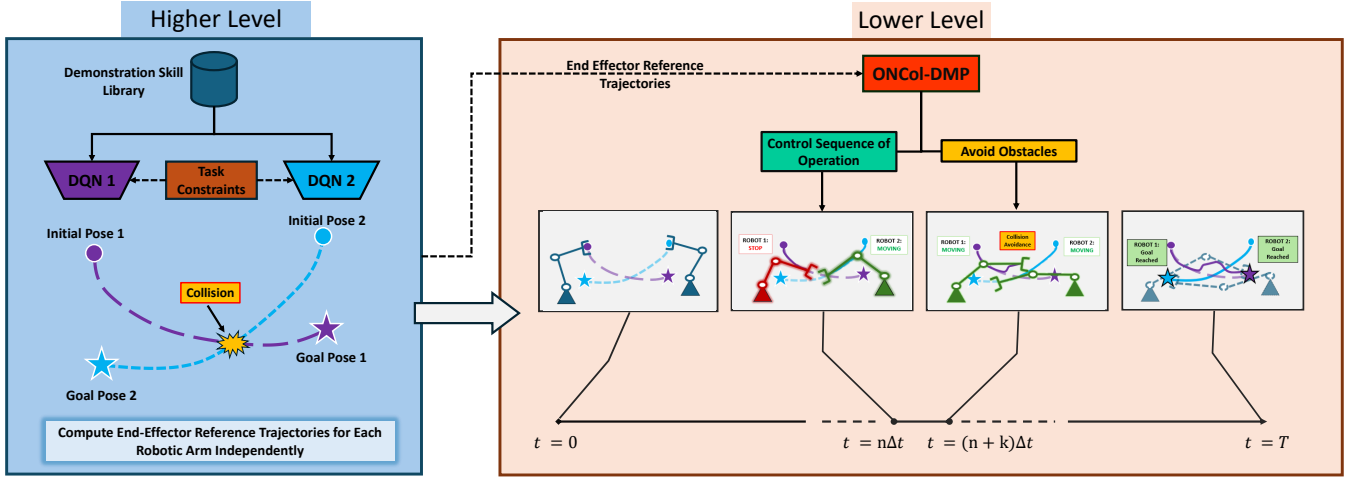 Higher Level
Demonstration Skill
Library
DQN 1
Task
Constraints
DQN 2
Initial Pose 1
Initial Pose 2
Collision
Goal Pose 1
Goal Pose 2
Compute End-Effector Reference Trajectories for Each
Robotic Arm Independently
Lower Level
End Effector Reference
Trajectories
ONCol-DMP
Control Sequence of
Operation
Avoid Obstacles
ROBOT 1:
STOP
ROBOT 2:
MOVING
ROBOT 1:
MOVING
Collision
Avoidance
ROBOT 2:
MOVING
ROBOT 1:
Goal
Reached
ROBOT 2:
Goal
Reached
t = 0
t = nΔt
t = (n + k)Δt
t = T